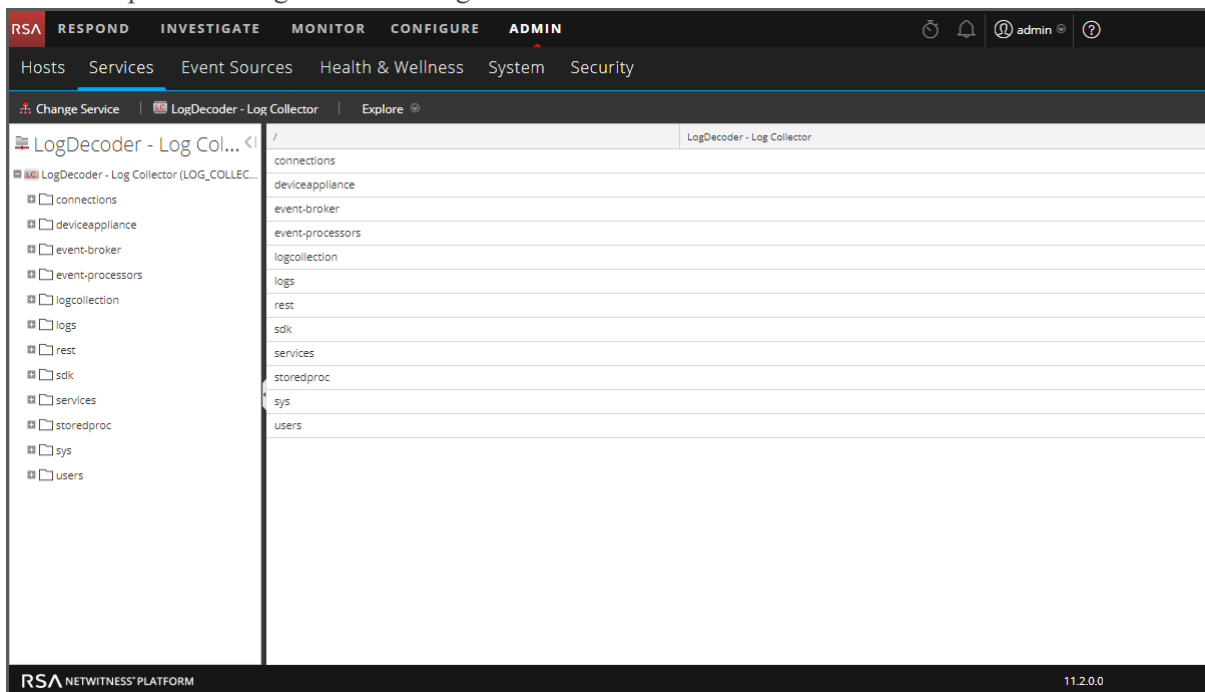 RSA RESPOND INVESTIGATE MONITOR CONFIGURE ADMIN admin
Hosts Services Event Sources Health & Wellness System Security
Change Service LC LogDecoder - Log Collector Explore
LogDecoder - Log Col...
LC LogDecoder - Log Collector (LOG_COLLEC...
connections
deviceappliance
event-broker
event-processors
logcollection
logs
rest
sdk
services
storedproc
sys
users
/ LogDecoder - Log Collector
connections
deviceappliance
event-broker
event-processors
logcollection
logs
rest
sdk
services
storedproc
sys
users
RSA NETWITNESS® PLATFORM 11.2.0.0